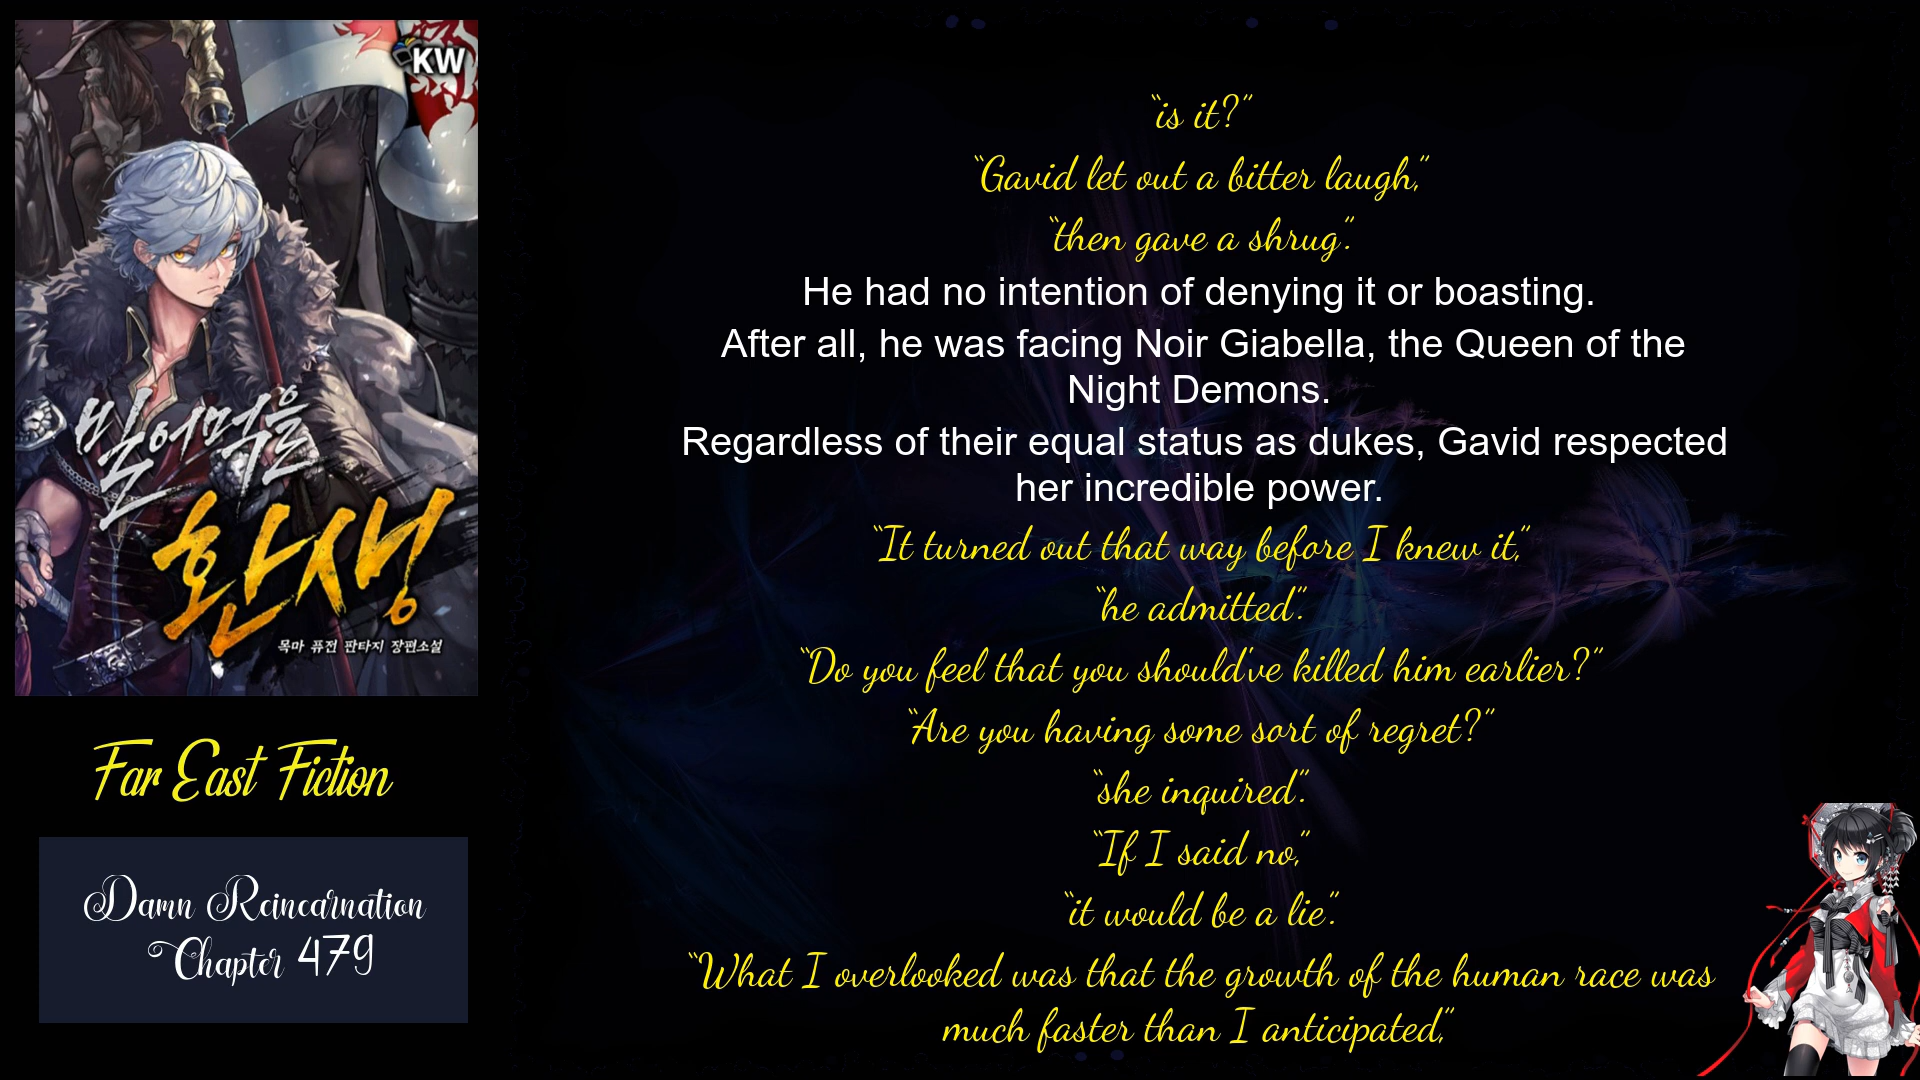 KW
빌어먹을
환생
목마 퓨전 판타지 장편소설
Far East Fiction
Damn Reincarnation
Chapter 479
“is it?”
“Gavid let out a bitter laugh,”
“then gave a shrug”.
He had no intention of denying it or boasting.
After all, he was facing Noir Giabella, the Queen of the
Night Demons.
Regardless of their equal status as dukes, Gavid respected
her incredible power.
“It turned out that way before I knew it,”
“he admitted”.
“Do you feel that you should've killed him earlier?”
“Are you having some sort of regret?”
“she inquired”.
“If I said no,”
“it would be a lie”.
“What I overlooked was that the growth of the human race was
much faster than I anticipated,”